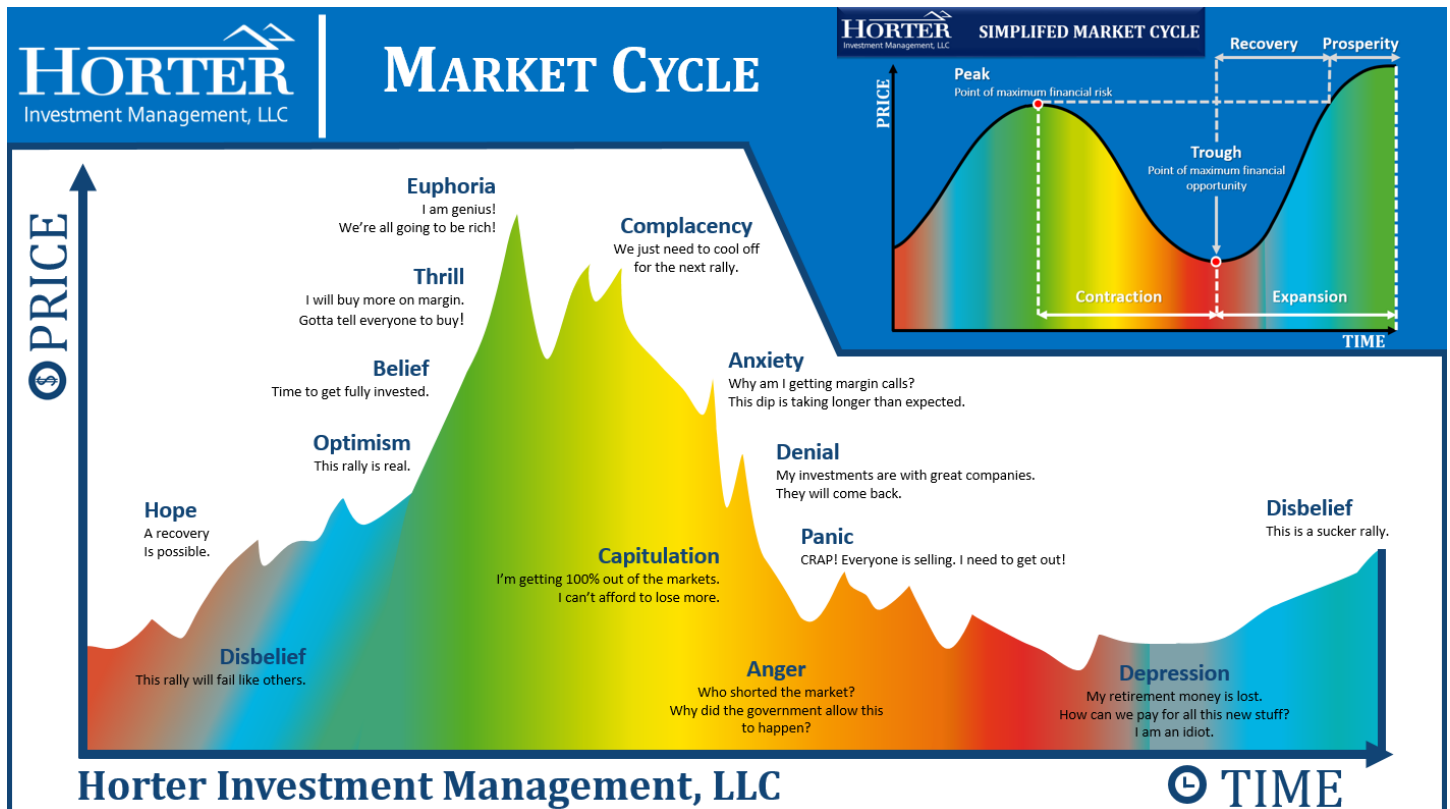 HORTER
Investment Management, LLC
MARKET CYCLE
HORTER
Investment Management, LLC
SIMPLIFED MARKET CYCLE
Recovery
Prosperity
PRICE
Peak
Point of maximum financial risk
Trough
Point of maximum financial
opportunity
Contraction
Expansion
TIME
$ PRICE
Euphoria
I am genius!
We're all going to be rich!
Complacency
We just need to cool off
for the next rally.
Thrill
I will buy more on margin.
Gotta tell everyone to buy!
Belief
Time to get fully invested.
Anxiety
Why am I getting margin calls?
This dip is taking longer than expected.
Optimism
This rally is real.
Denial
My investments are with great companies.
They will come back.
Hope
A recovery
Is possible.
Disbelief
This is a sucker rally.
Panic
CRAP! Everyone is selling. I need to get out!
Capitulation
I'm getting 100% out of the markets.
I can't afford to lose more.
Disbelief
This rally will fail like others.
Anger
Who shorted the market?
Why did the government allow this
to happen?
Depression
My retirement money is lost.
How can we pay for all this new stuff?
I am an idiot.
Horter Investment Management, LLC
TIME